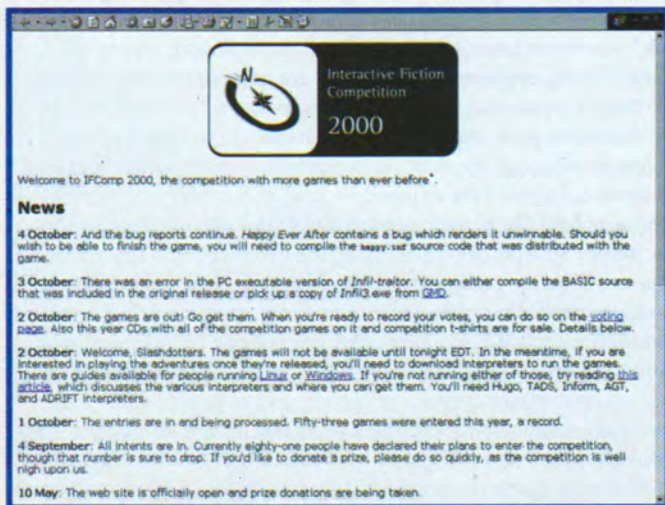 N
Interactive Fiction
Competition
2000
Welcome to IFComp 2000, the competition with more games than ever before*.
News
4 October: And the bug reports continue. Happy Ever After contains a bug which renders it unwinnable. Should you
wish to be able to finish the game, you will need to compile the happy.inf source code that was distributed with the
game.
3 October: There was an error in the PC executable version of Infil-traitor. You can either compile the BASIC source
that was included in the original release or pick up a copy of Infil3.exe from GMD.
2 October: The games are out! Go get them. When you're ready to record your votes, you can do so on the voting
page. Also this year CDs with all of the competition games on it and competition t-shirts are for sale. Details below.
2 October: Welcome, Slashdotters. The games will not be available until tonight EDT. In the meantime, if you are
interested in playing the adventures once they're released, you'll need to download interpreters to run the games.
There are guides available for people running Linux or Windows. If you're not running either of those, try reading this
article, which discusses the various interpreters and where you can get them. You'll need Hugo, TADS, Inform, AGT,
and ADRIFT interpreters.
1 October: The entries are in and being processed. Fifty-three games were entered this year, a record.
4 September: All intents are in. Currently eighty-one people have declared their plans to enter the competition,
though that number is sure to drop. If you'd like to donate a prize, please do so quickly, as the competition is well
nigh upon us.
10 May: The web site is officially open and prize donations are being taken.